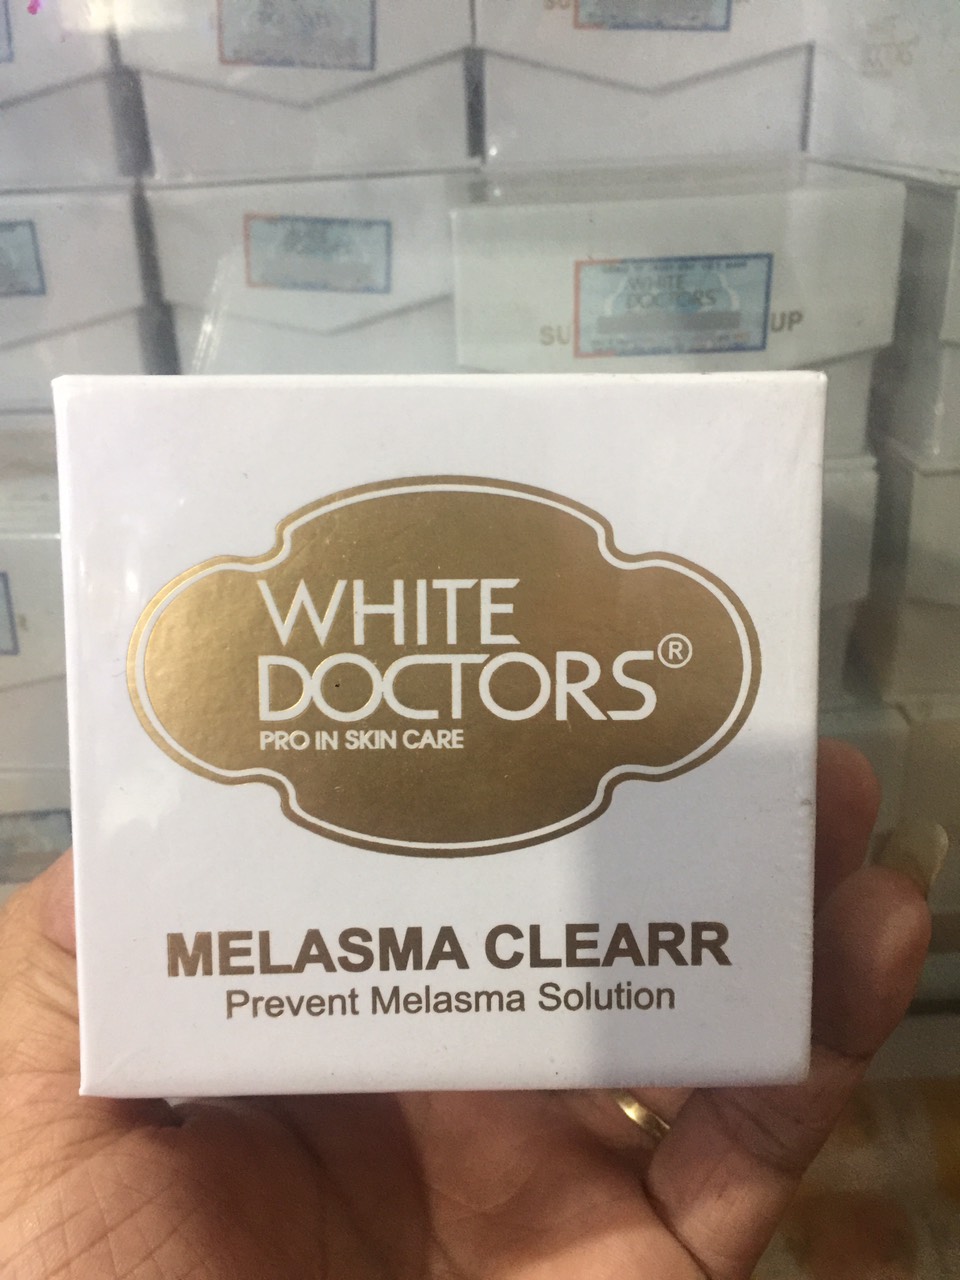 WHITE
DOCTORS
UP
WHITE
DOCTORS®
PRO IN SKIN CARE
MELASMA CLEARR
Prevent Melasma Solution